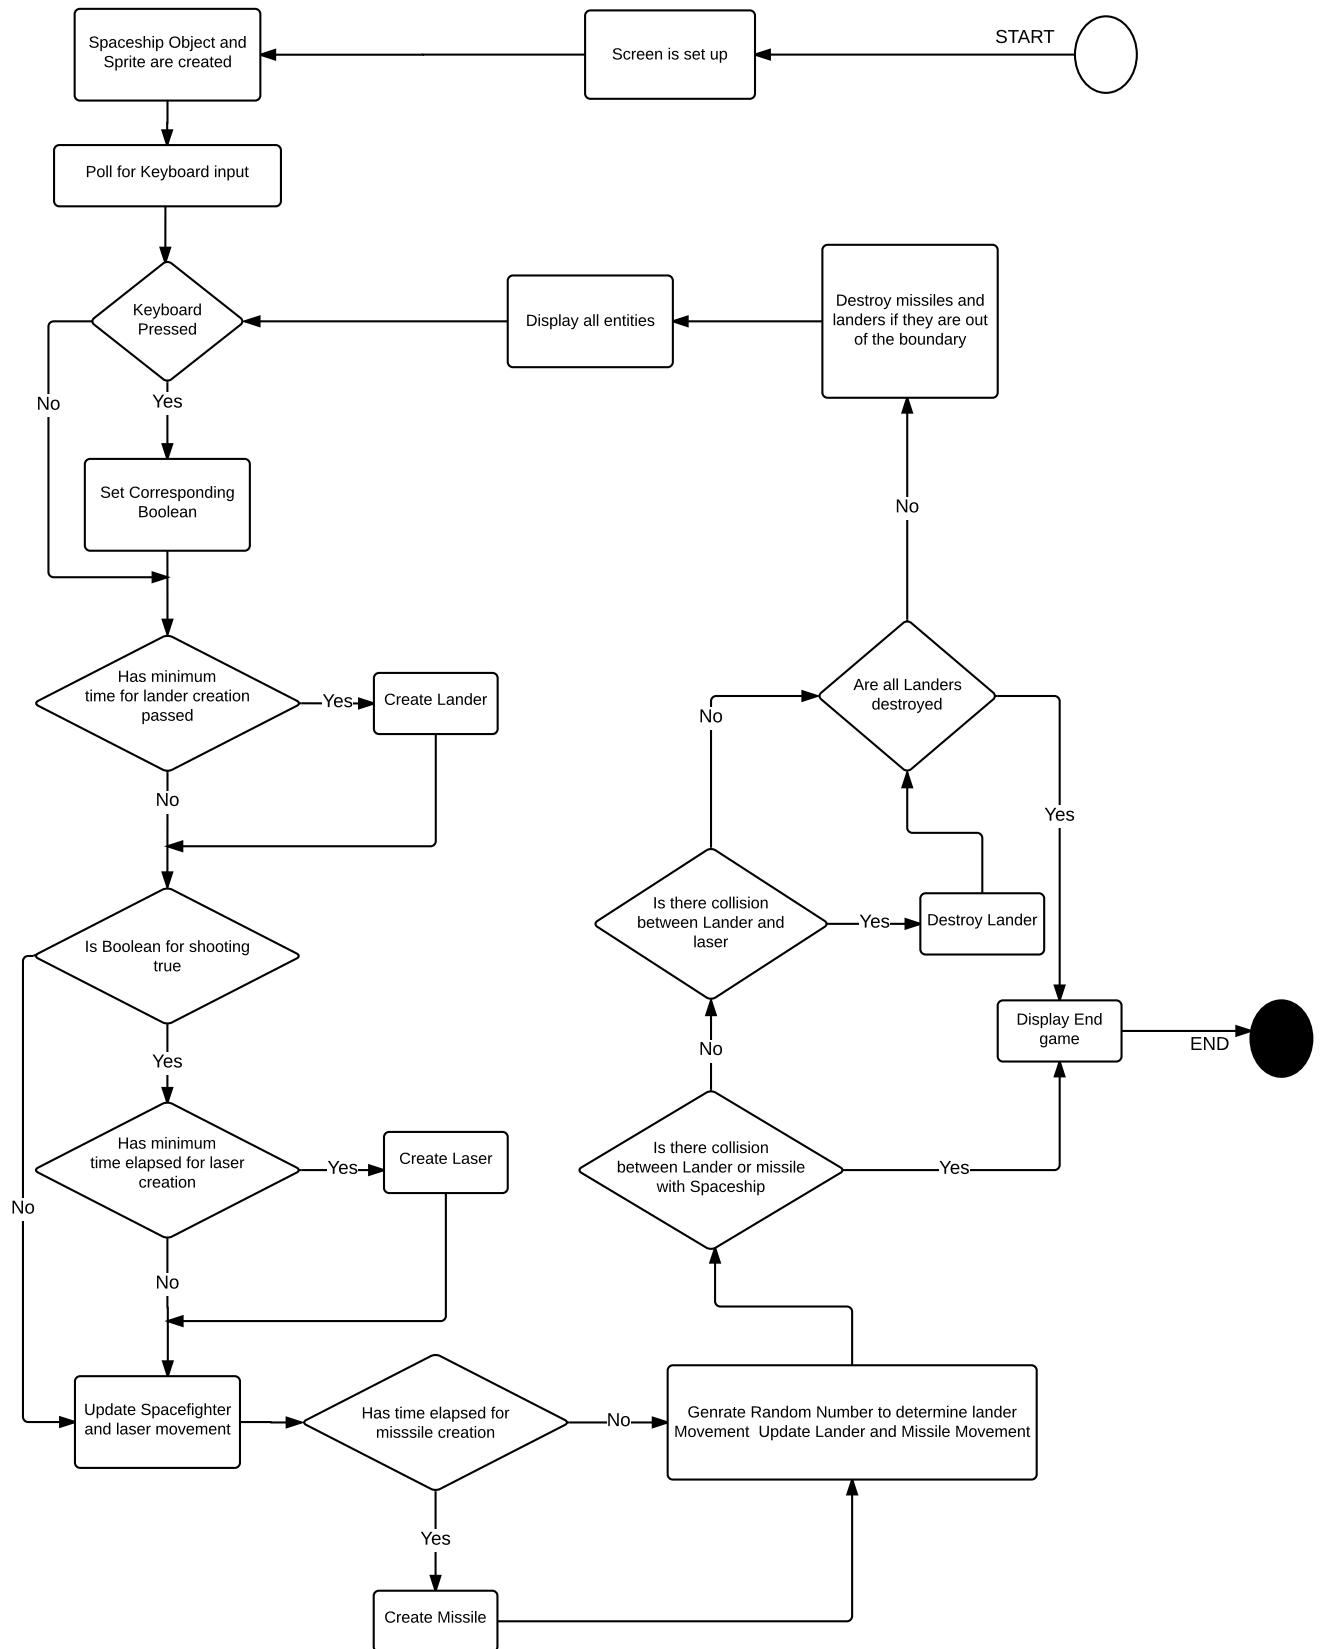 START
Screen is set up
Spaceship Object and
Sprite are created
Poll for Keyboard input
Keyboard
Pressed
Display all entities
Destroy missiles and
landers if they are out
of the boundary
No
Yes
Set Corresponding
Boolean
No
Has minimum
time for lander creation
passed
Yes
Create Lander
No
Are all Landers
destroyed
No
Yes
Is there collision
between Lander and
laser
Yes
Destroy Lander
Is Boolean for shooting
true
Display End
game
END
No
Yes
Has minimum
time elapsed for laser
creation
Yes
Create Laser
Is there collision
between Lander or missile
with Spaceship
Yes
No
No
Update Spacefighter
and laser movement
Has time elapsed for
misssile creation
No
Genrate Random Number to determine lander
Movement  Update Lander and Missile Movement
Yes
Create Missile